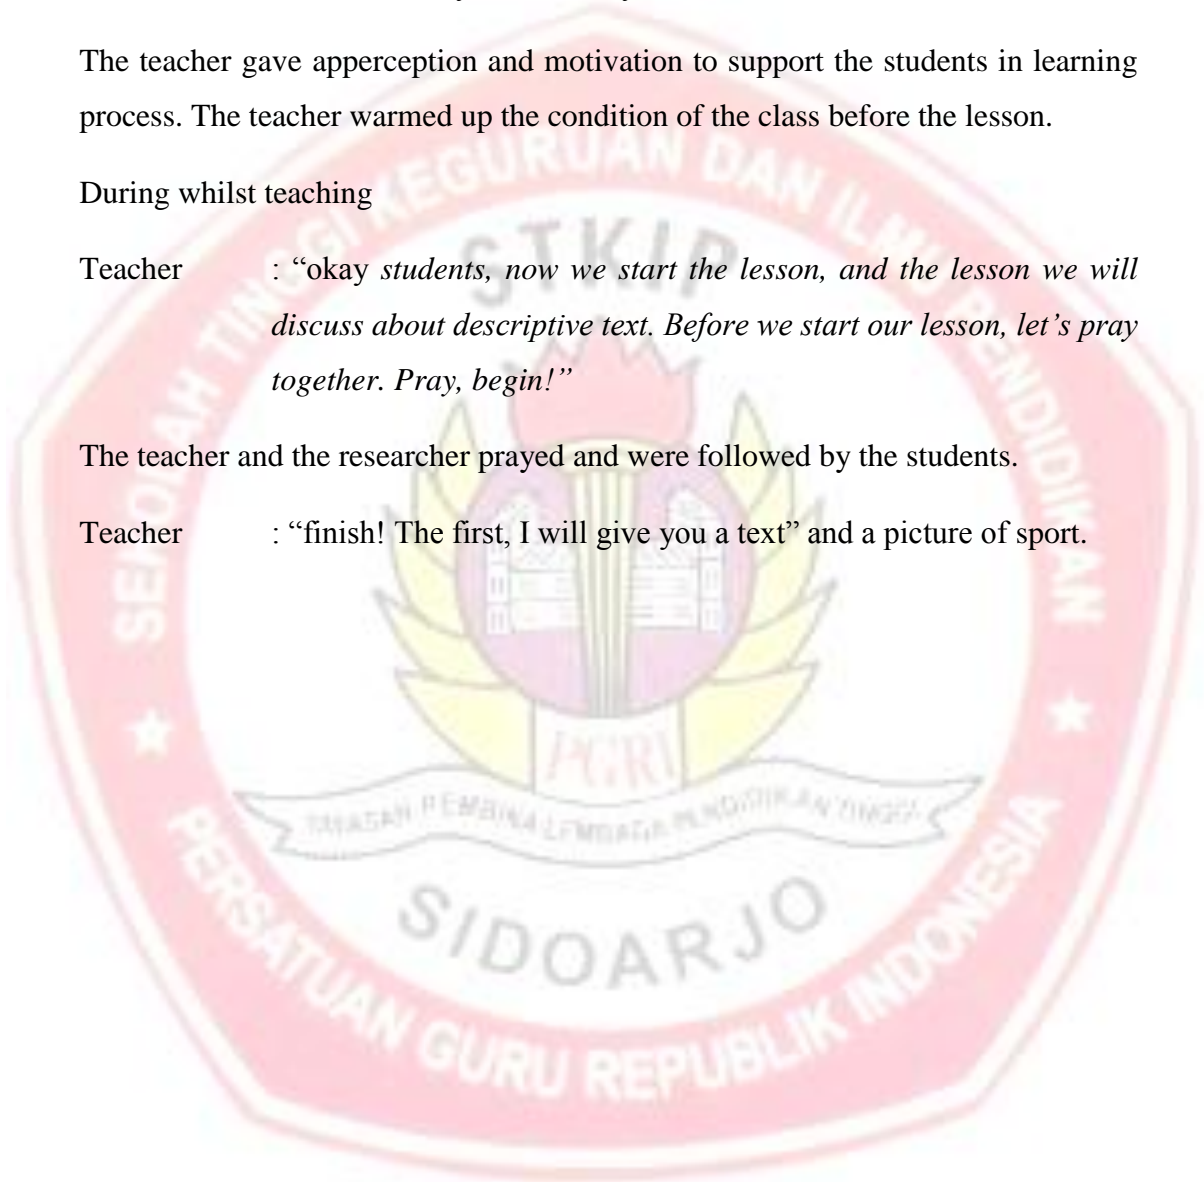 The teacher gave apperception and motivation to support the students in learning
process. The teacher warmed up the condition of the class before the lesson.
During whilst teaching
Teacher : “okay students, now we start the lesson, and the lesson we will
discuss about descriptive text. Before we start our lesson, let’s pray
together. Pray, begin!”
The teacher and the researcher prayed and were followed by the students.
Teacher : “finish! The first, I will give you a text” and a picture of sport.
SEKOLAH TINGGI KEGURUAN DAN ILMU PENDIDIKAN
STKIP
PGRI
YAYASAN PEMBINA LEMBAGA PENDIDIKAN TINGGI
SIDOARJO
PERSATUAN GURU REPUBLIK INDONESIA